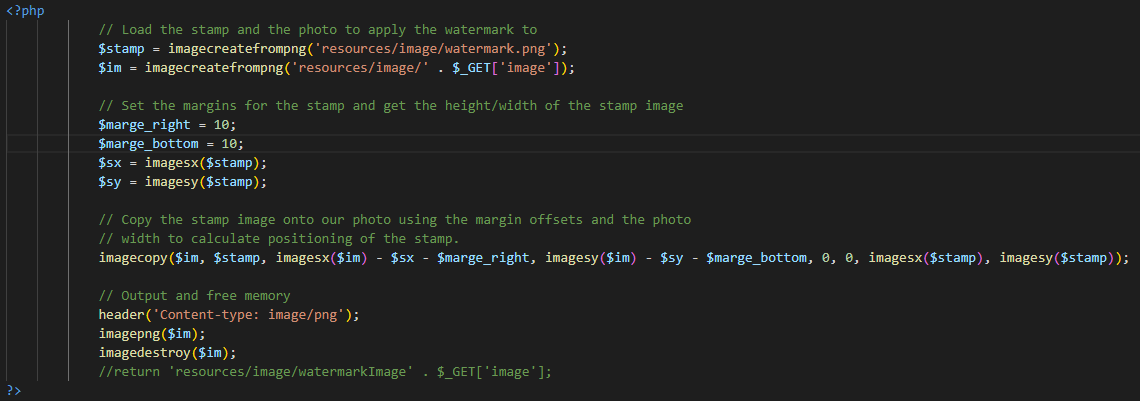 <?php
// Load the stamp and the photo to apply the watermark to
$stamp = imagecreatefrompng('resources/image/watermark.png');
$im = imagecreatefrompng('resources/image/' . $_GET['image']);
// Set the margins for the stamp and get the height/width of the stamp image
$marge_right = 10;
$marge_bottom = 10;
$sx = imagesx($stamp);
$sy = imagesy($stamp);
// Copy the stamp image onto our photo using the margin offsets and the photo
// width to calculate positioning of the stamp.
imagecopy($im, $stamp, imagesx($im) - $sx - $marge_right, imagesy($im) - $sy - $marge_bottom, 0, 0, imagesx($stamp), imagesy($stamp));
// Output and free memory
header('Content-type: image/png');
imagepng($im);
imagedestroy($im);
//return 'resources/image/watermarkImage' . $_GET['image'];
?>